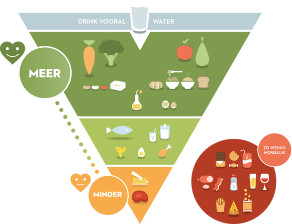 DRINK VOORAL WATER
MEER
MINDER
ZO WEINIG
MOGELIJK